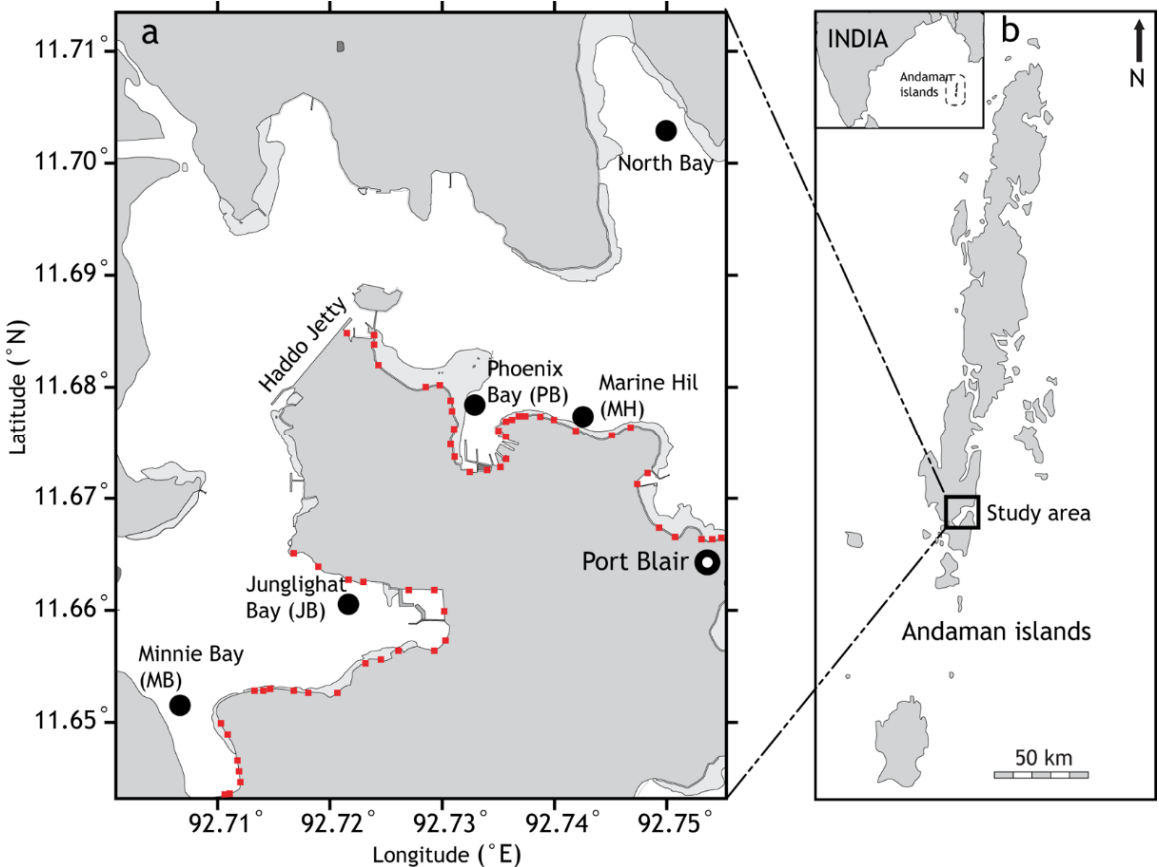 a
11.71°
11.70°
11.69°
11.68°
11.67°
11.66°
11.65°
Latitude (°N)
92.71°
92.72°
92.73°
92.74°
92.75°
Longitude (°E)
North Bay
Haddo Jetty
Phoenix
Bay (PB)
Marine Hil
(MH)
Port Blair
Junglighat
Bay (JB)
Minnie Bay
(MB)
b
INDIA
Andaman
islands
N
Study area
Andaman islands
50 km